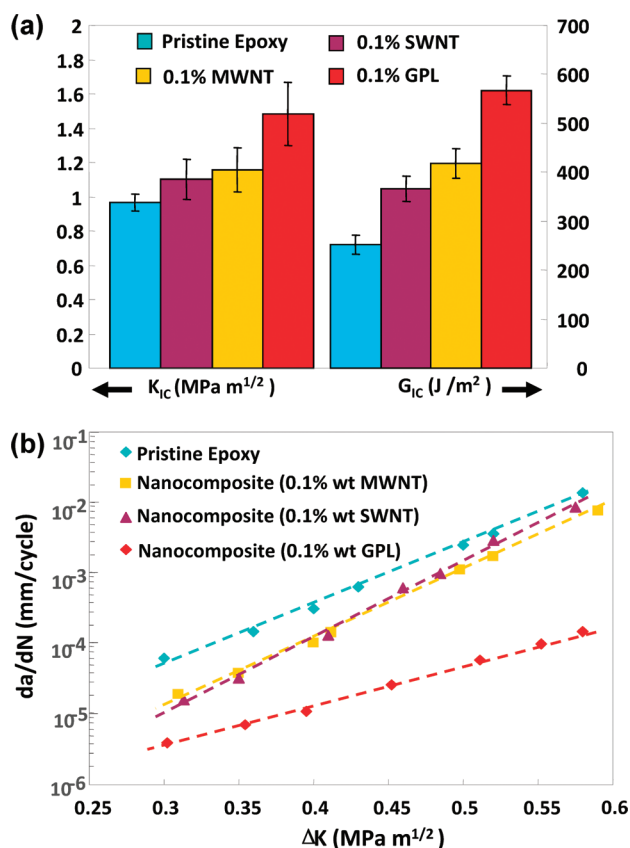 (a)
2
1.8
1.6
1.4
1.2
1
0.8
0.6
0.4
0.2
0
Pristine Epoxy
0.1% SWNT
0.1% MWNT
0.1% GPL
700
600
500
400
300
200
100
0
K_IC (MPa m^1/2)
G_IC (J /m²)
(b)
10^-1
10^-2
10^-3
10^-4
10^-5
10^-6
da/dN (mm/cycle)
Pristine Epoxy
Nanocomposite (0.1% wt MWNT)
Nanocomposite (0.1% wt SWNT)
Nanocomposite (0.1% wt GPL)
0.25 0.3 0.35 0.4 0.45 0.5 0.55 0.6
ΔK (MPa m^1/2)